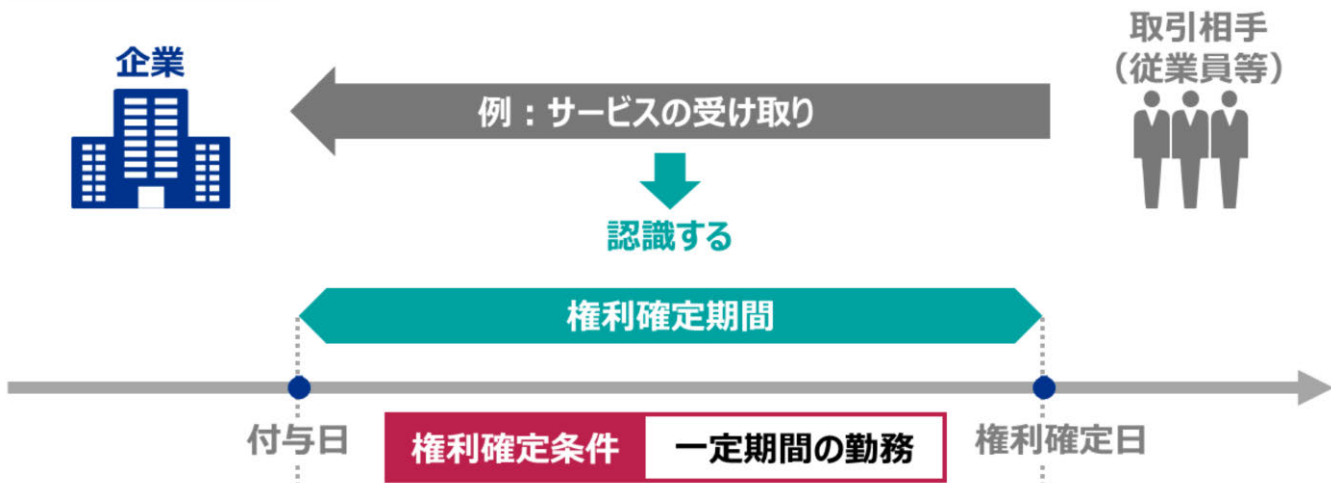 企業
取引相手
（従業員等）
例：サービスの受け取り
認識する
権利確定期間
付与日
権利確定条件
一定期間の勤務
権利確定日